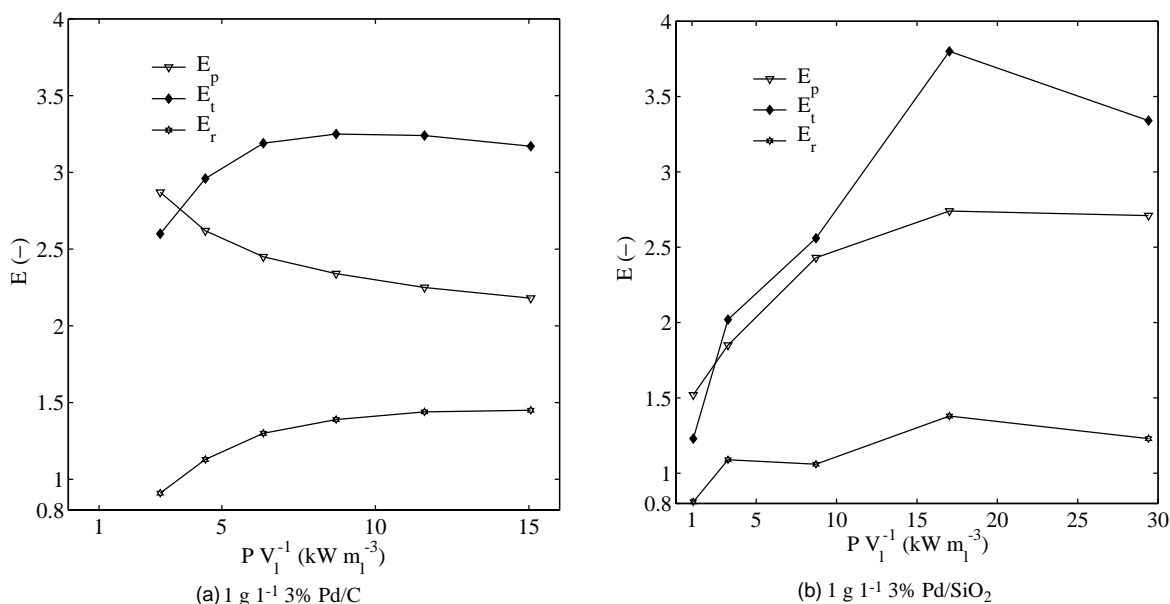 4
3.5
3
2.5
2
1.5
1
0.8
E (−)
E_p
E_t
E_r
1 5 10 15
P V_l^-1 (kW m_l^-3)
(a) 1 g 1^-1 3% Pd/C
4
3.5
3
2.5
2
1.5
1
0.8
E (−)
E_p
E_t
E_r
1 5 10 15 20 25 30
P V_l^-1 (kW m_l^-3)
(b) 1 g 1^-1 3% Pd/SiO₂